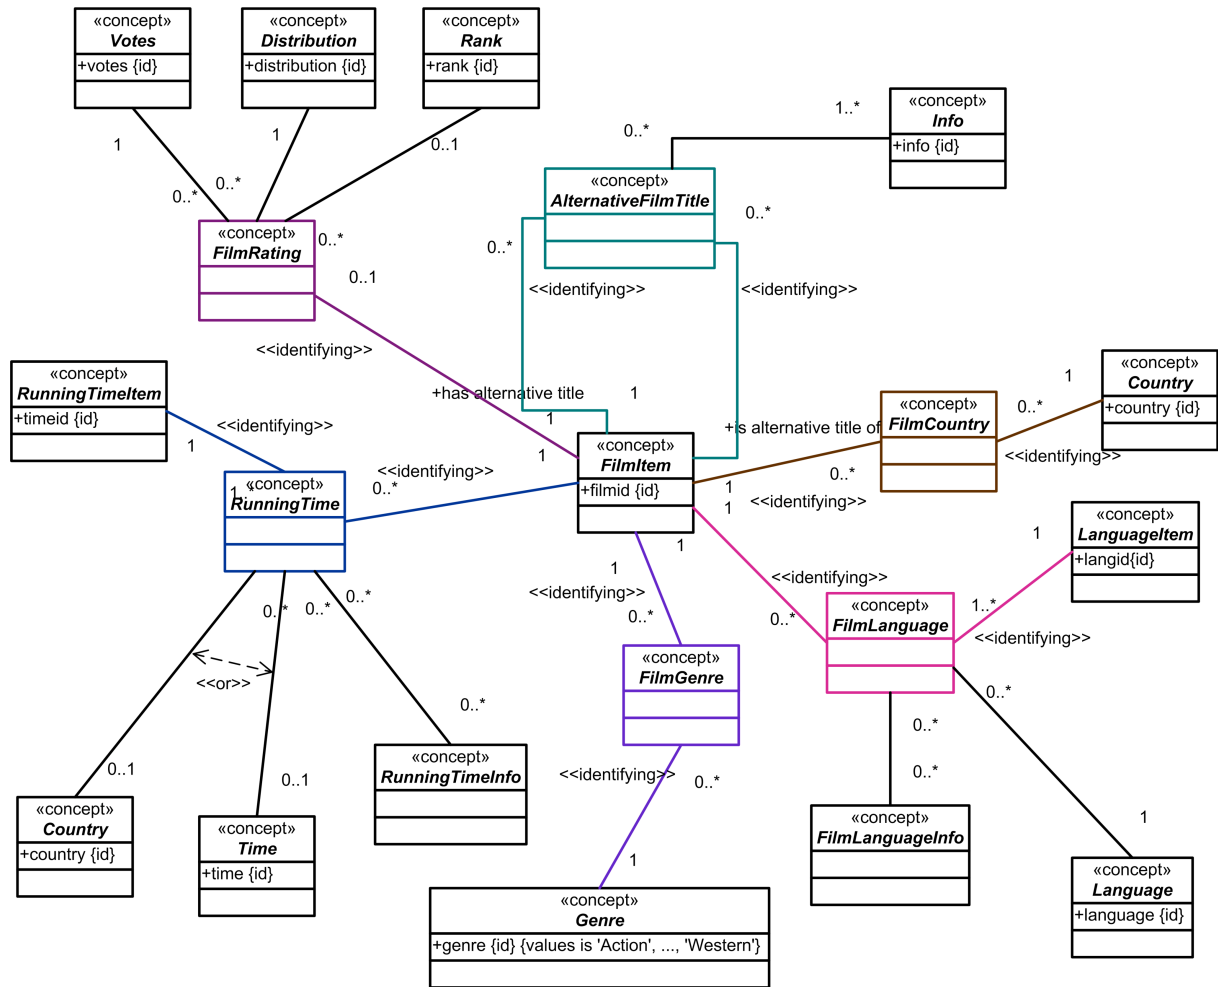 «concept»
Votes
+votes {id}
«concept»
Distribution
+distribution {id}
«concept»
Rank
+rank {id}
«concept»
Info
+info {id}
1
1
0..1
0..*
1..*
0..*
0..*
0..*
«concept»
FilmRating
0..1
«concept»
AlternativeFilmTitle
0..*
0..*
<<identifying>>
<<identifying>>
<<identifying>>
+has alternative title
1
1
+is alternative title of
1
«concept»
RunningTimeItem
+timeid {id}
1
<<identifying>>
«concept»
RunningTime
1..*
0..*
<<identifying>>
«concept»
FilmItem
+filmid {id}
«concept»
FilmCountry
0..*
1
<<identifying>>
0..*
1
<<identifying>>
«concept»
Country
+country {id}
1
<<identifying>>
0..*
«concept»
FilmLanguage
1..*
1
<<identifying>>
«concept»
LanguageItem
+langid{id}
1
1
<<identifying>>
0..*
«concept»
FilmGenre
0..*
0..*
0..*
<<or>>
0..1
0..1
0..*
«concept»
Country
+country {id}
«concept»
Time
+time {id}
«concept»
RunningTimeInfo
<<identifying>>
0..*
1
«concept»
Genre
+genre {id} {values is 'Action', ..., 'Western'}
0..*
0..*
«concept»
FilmLanguageInfo
0..*
1
«concept»
Language
+language {id}